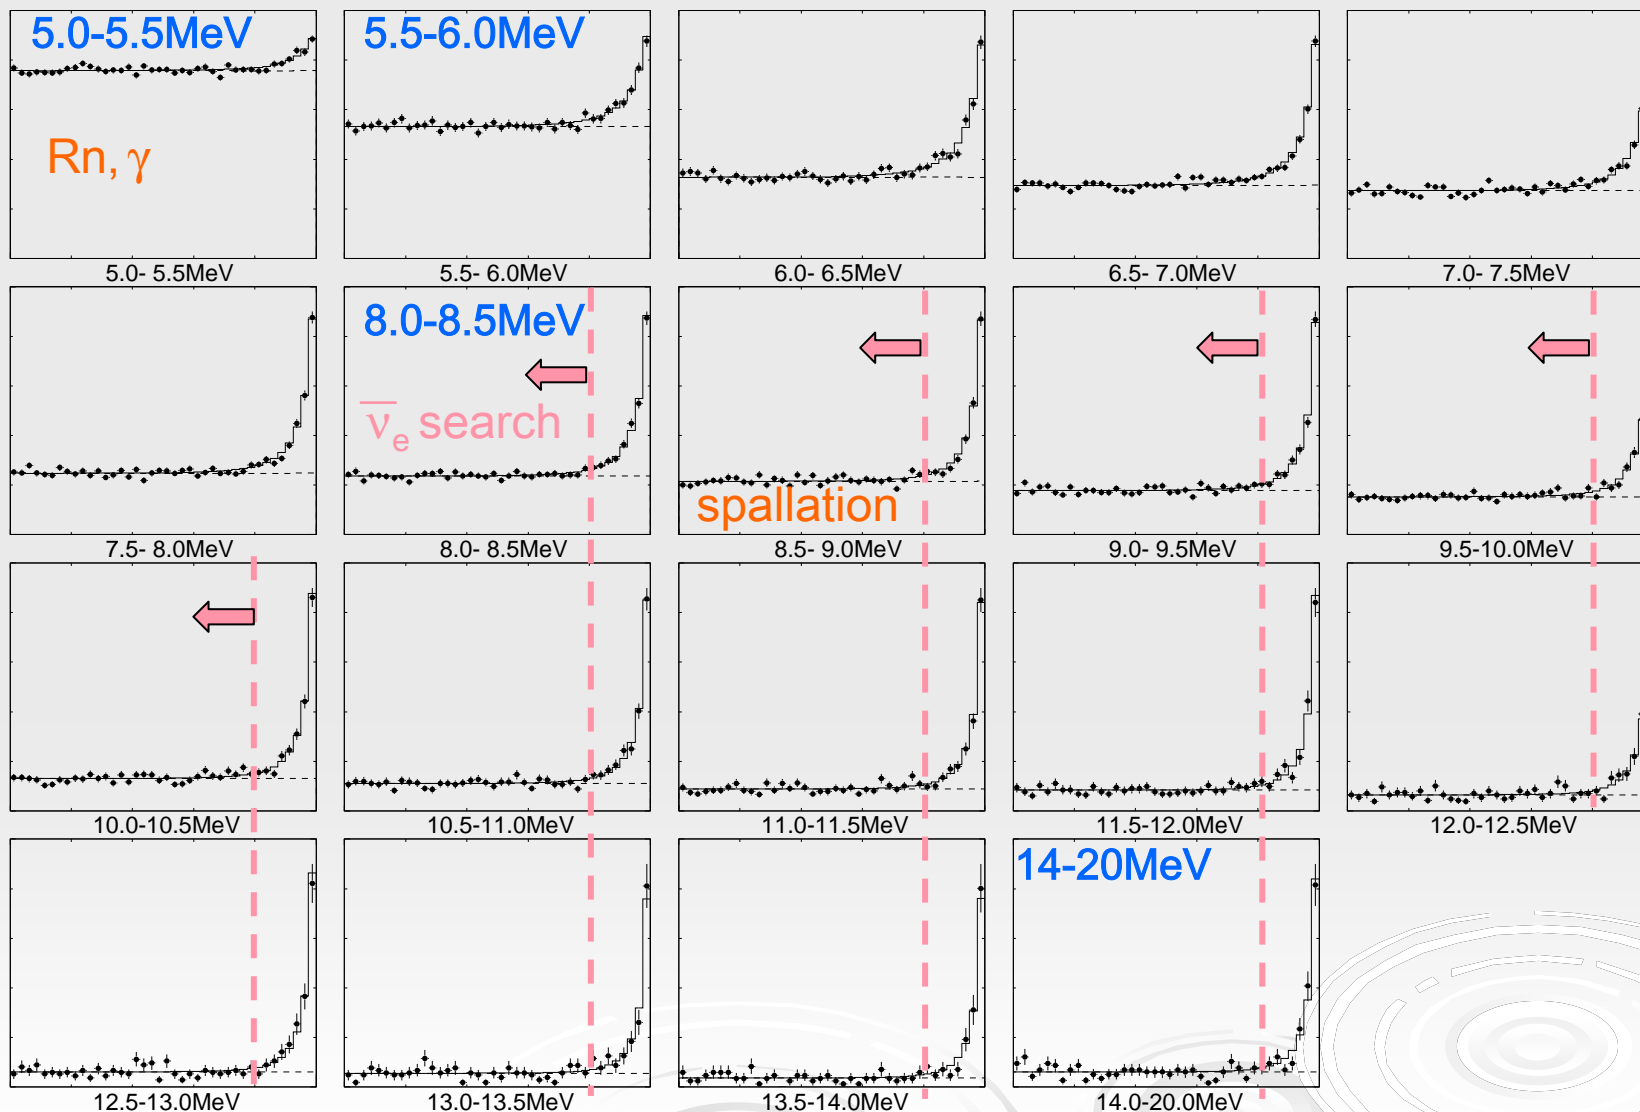 5.0-5.5MeV
5.5-6.0MeV
Rn, γ
5.0- 5.5MeV
5.5- 6.0MeV
6.0- 6.5MeV
6.5- 7.0MeV
7.0- 7.5MeV
8.0-8.5MeV
ν̄e search
spallation
7.5- 8.0MeV
8.0- 8.5MeV
8.5- 9.0MeV
9.0- 9.5MeV
9.5-10.0MeV
10.0-10.5MeV
10.5-11.0MeV
11.0-11.5MeV
11.5-12.0MeV
12.0-12.5MeV
14-20MeV
12.5-13.0MeV
13.0-13.5MeV
13.5-14.0MeV
14.0-20.0MeV